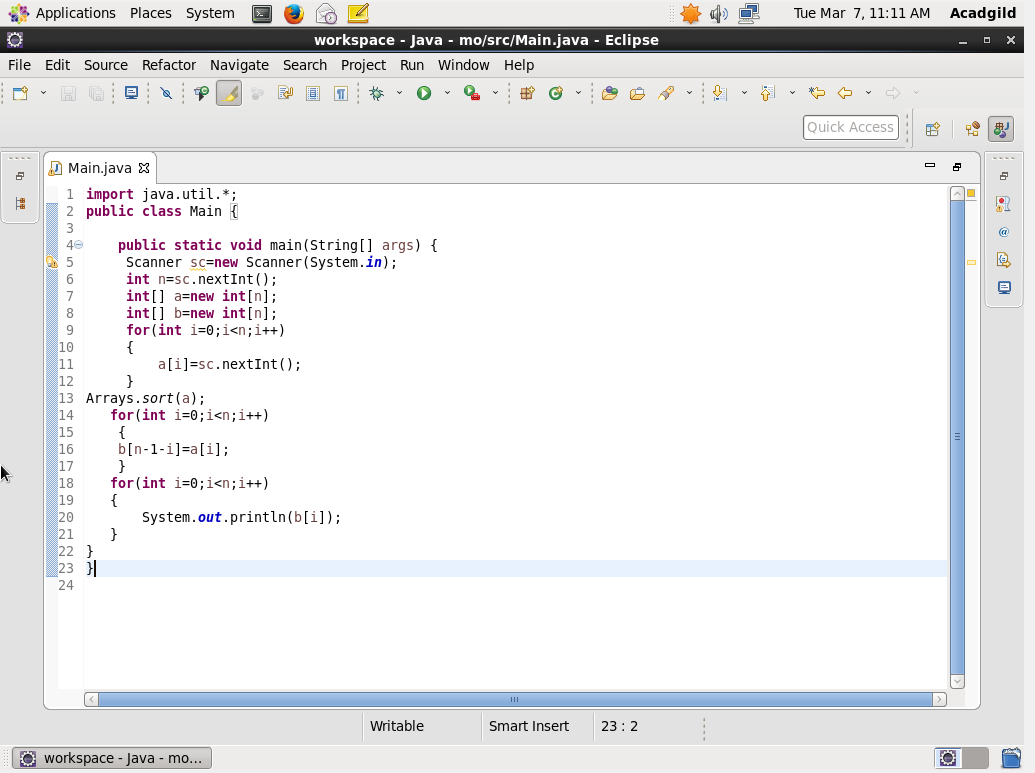 Applications Places System Tue Mar 7, 11:11 AM Acadgild
workspace - Java - mo/src/Main.java - Eclipse
File Edit Source Refactor Navigate Search Project Run Window Help
Quick Access
Main.java
1 import java.util.*;
2 public class Main {
3
4 public static void main(String[] args) {
5 Scanner sc=new Scanner(System.in);
6 int n=sc.nextInt();
7 int[] a=new int[n];
8 int[] b=new int[n];
9 for(int i=0;i<n;i++)
10 {
11 a[i]=sc.nextInt();
12 }
13 Arrays.sort(a);
14 for(int i=0;i<n;i++)
15 {
16 b[n-1-i]=a[i];
17 }
18 for(int i=0;i<n;i++)
19 {
20 System.out.println(b[i]);
21 }
22 }
23 }
24
Writable Smart Insert 23 : 2
workspace - Java - mo...